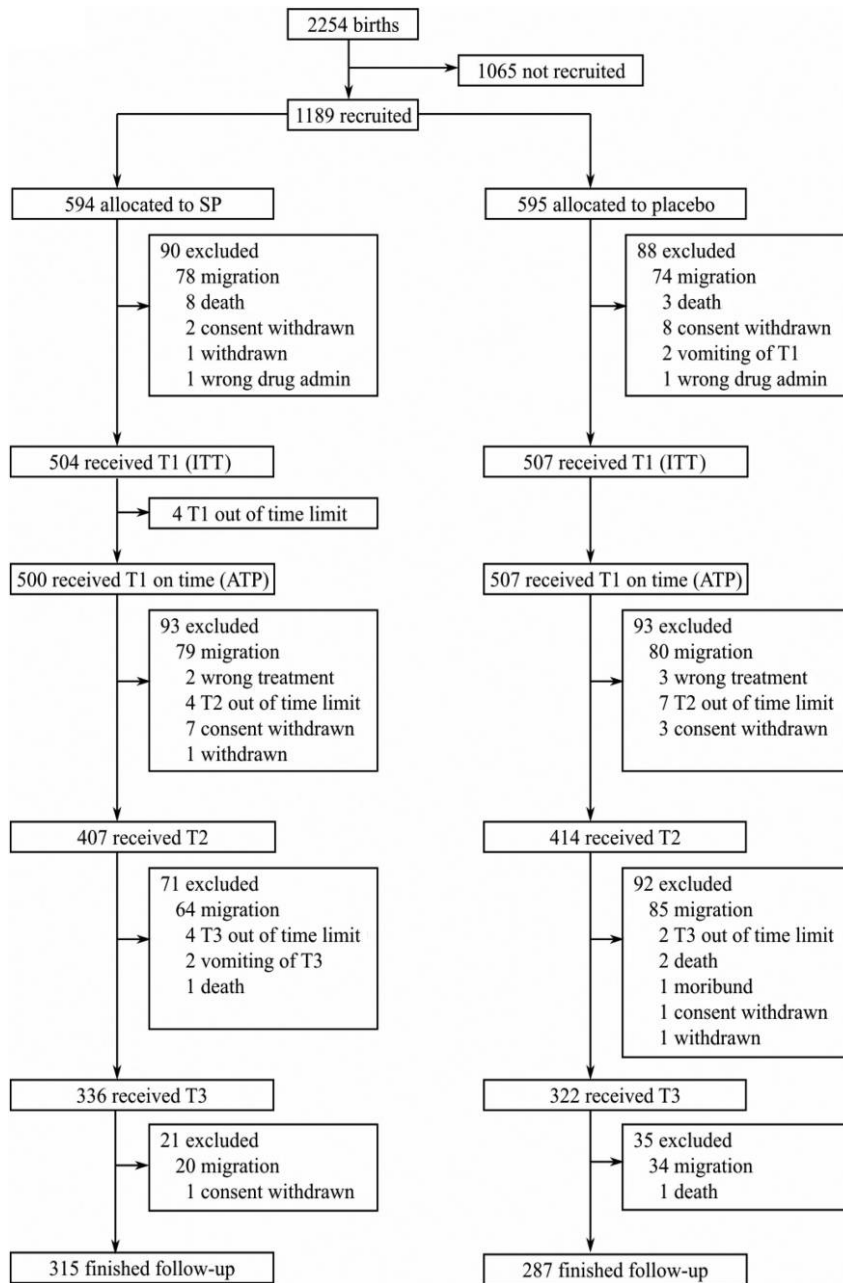 2254 births
1065 not recruited
1189 recruited
594 allocated to SP
595 allocated to placebo
90 excluded
78 migration
8 death
2 consent withdrawn
1 withdrawn
1 wrong drug admin
88 excluded
74 migration
3 death
8 consent withdrawn
2 vomiting of T1
1 wrong drug admin
504 received T1 (ITT)
507 received T1 (ITT)
4 T1 out of time limit
500 received T1 on time (ATP)
507 received T1 on time (ATP)
93 excluded
79 migration
2 wrong treatment
4 T2 out of time limit
7 consent withdrawn
1 withdrawn
93 excluded
80 migration
3 wrong treatment
7 T2 out of time limit
3 consent withdrawn
407 received T2
414 received T2
71 excluded
64 migration
4 T3 out of time limit
2 vomiting of T3
1 death
92 excluded
85 migration
2 T3 out of time limit
2 death
1 moribund
1 consent withdrawn
1 withdrawn
336 received T3
322 received T3
21 excluded
20 migration
1 consent withdrawn
35 excluded
34 migration
1 death
315 finished follow-up
287 finished follow-up